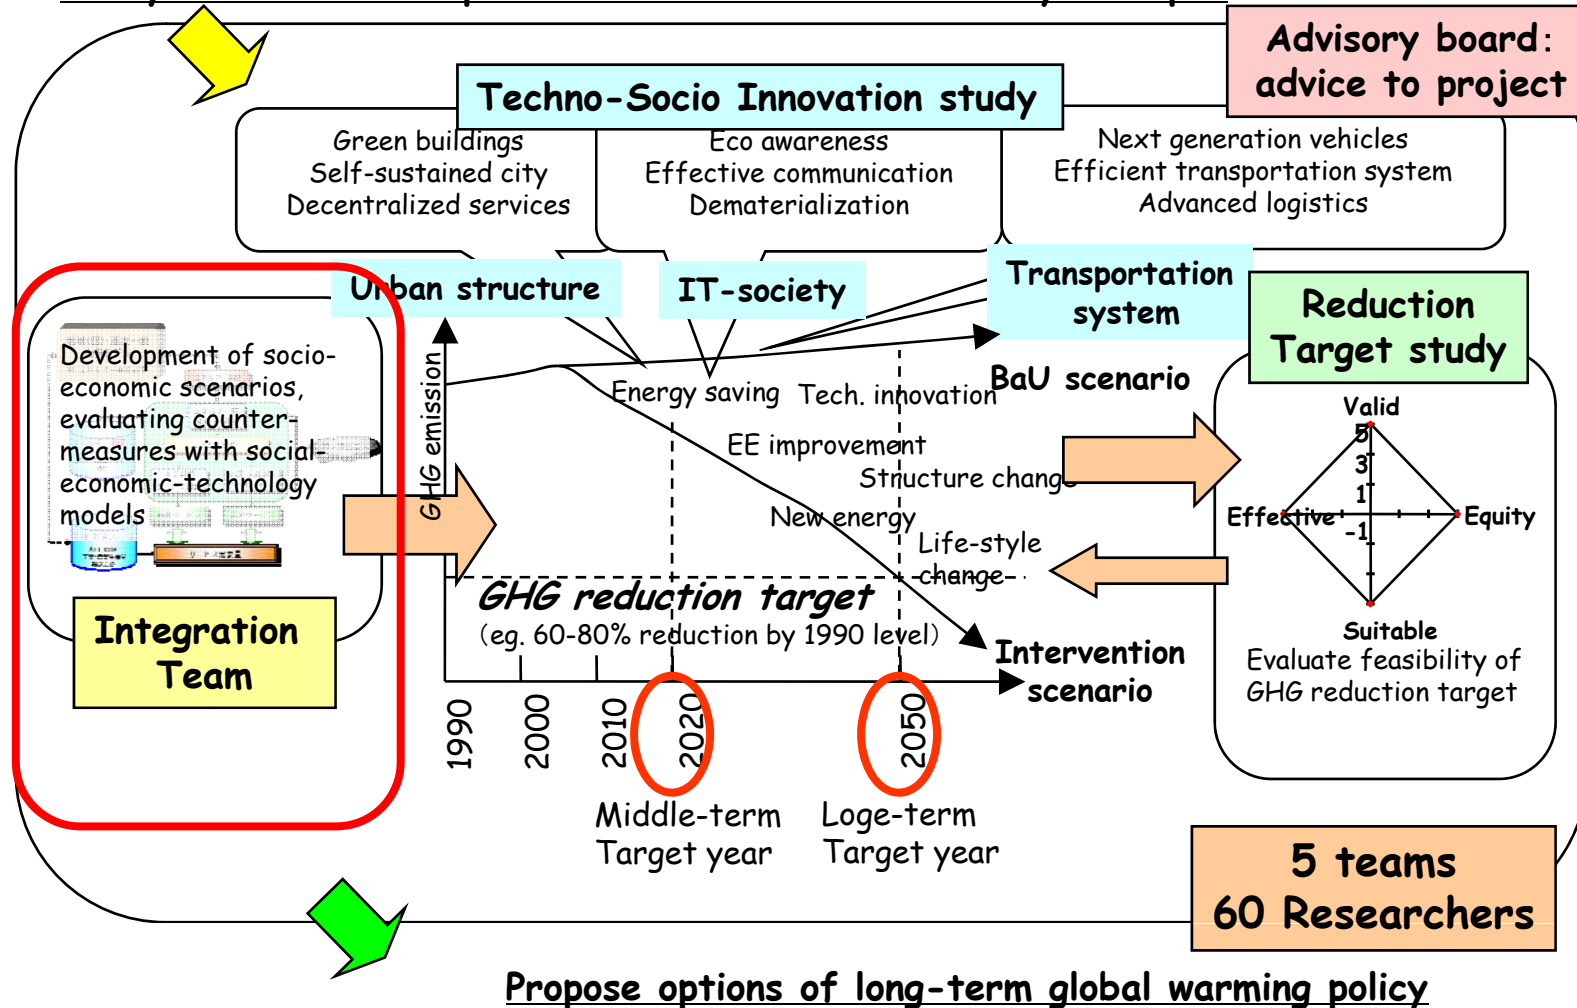 Advisory board:
advice to project
Techno-Socio Innovation study
Green buildings
Self-sustained city
Decentralized services
Eco awareness
Effective communication
Dematerialization
Next generation vehicles
Efficient transportation system
Advanced logistics
Urban structure
IT-society
Transportation
system
Reduction
Target study
Development of socio-
economic scenarios,
evaluating counter-
measures with social-
economic-technology
models
Integration
Team
GHG emission
Energy saving
Tech. innovation
BaU scenario
EE improvement
Structure change
New energy
Life-style
change
GHG reduction target
(eg. 60-80% reduction by 1990 level)
Intervention
scenario
1990
2000
2010
2020
2050
Middle-term
Target year
Loge-term
Target year
Valid
5
3
1
-1
Effective
Equity
Suitable
Evaluate feasibility of
GHG reduction target
5 teams
60 Researchers
Propose options of long-term global warming policy